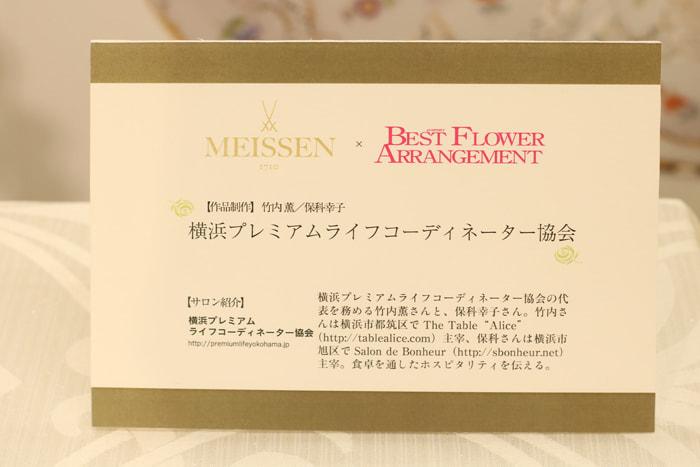 MEISSEN
1710
×
BEST FLOWER
ARRANGEMENT
【作品制作】 竹内 薫／保科幸子
横浜プレミアムライフコーディネーター協会
【サロン紹介】
横浜プレミアム
ライフコーディネーター協会
http://premiumlifeyokohama.jp
横浜プレミアムライフコーディネーター協会の代
表を務める竹内薫さんと、保科幸子さん。竹内さ
んは横浜市都筑区で The Table “Alice”
（http://tablealice.com）主宰、保科さんは横浜市
旭区で Salon de Bonheur（http://sbonheur.net）
主宰。食卓を通したホスピタリティを伝える。